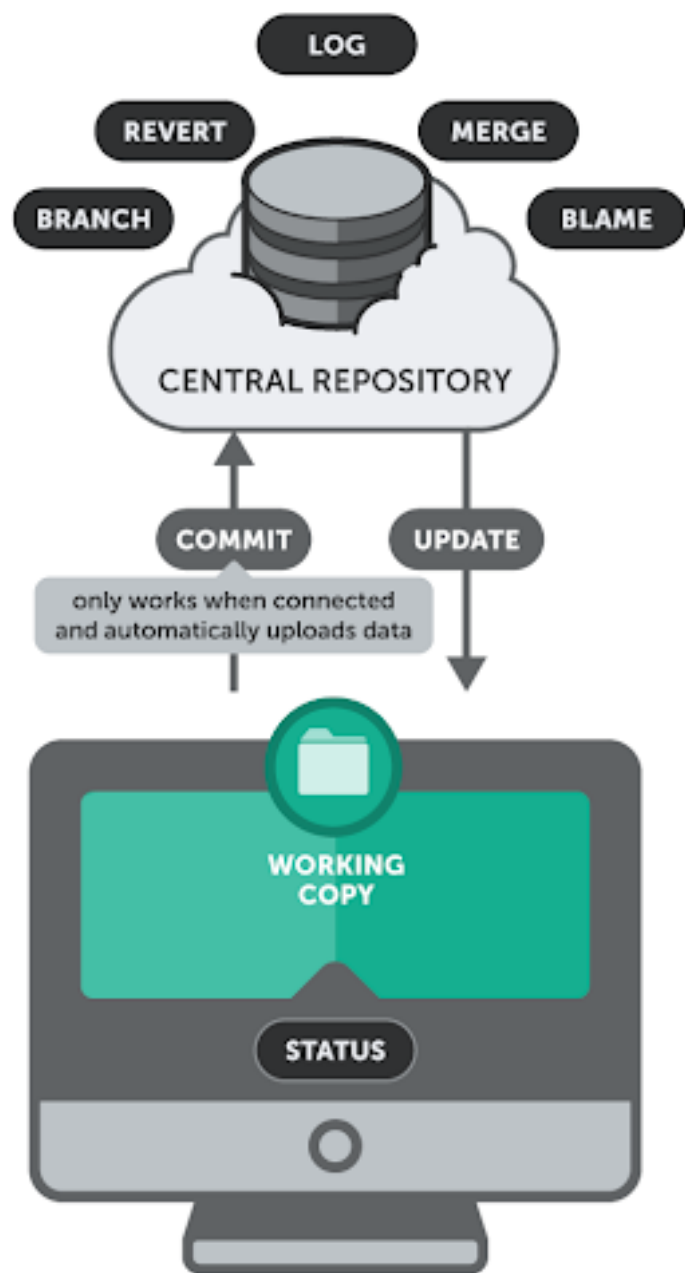 LOG
REVERT
MERGE
BRANCH
BLAME
CENTRAL REPOSITORY
COMMIT
UPDATE
only works when connected
and automatically uploads data
WORKING
COPY
STATUS